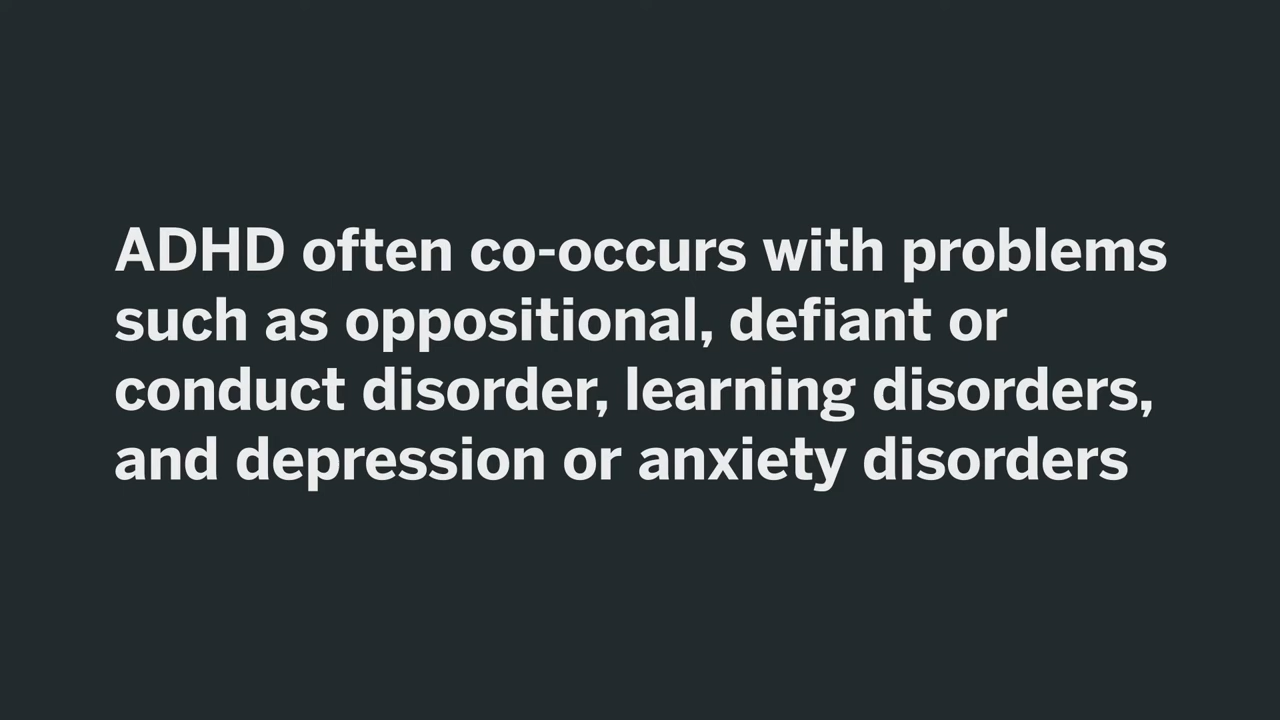 ADHD often co-occurs with problems
such as oppositional, defiant or
conduct disorder, learning disorders,
and depression or anxiety disorders